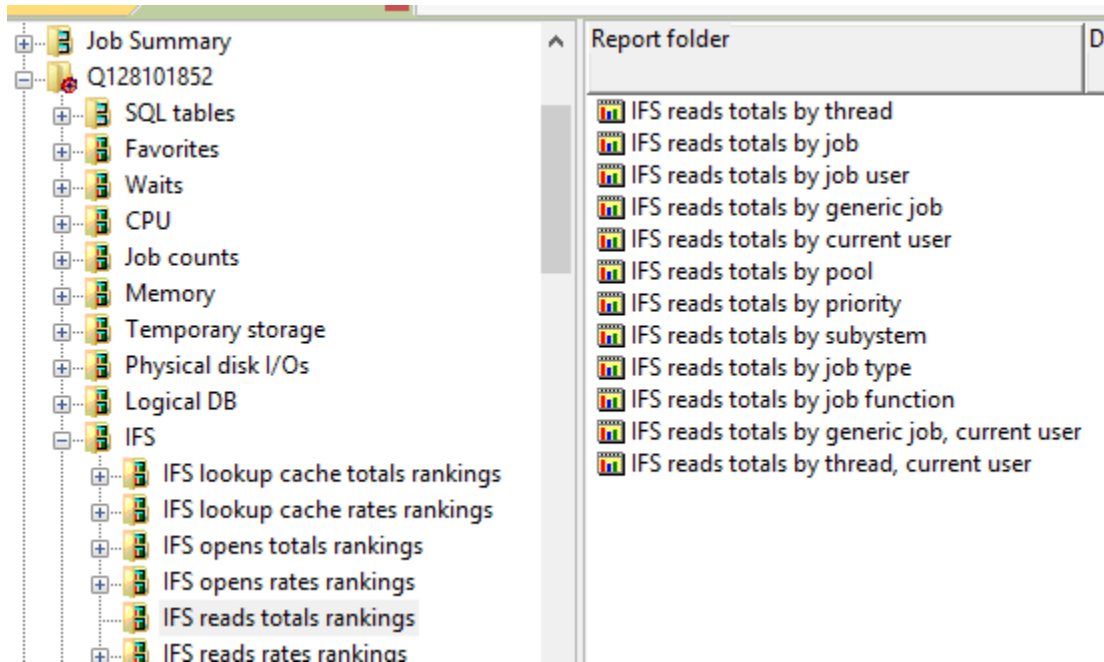 Job Summary
Q128101852
SQL tables
Favorites
Waits
CPU
Job counts
Memory
Temporary storage
Physical disk I/Os
Logical DB
IFS
IFS lookup cache totals rankings
IFS lookup cache rates rankings
IFS opens totals rankings
IFS opens rates rankings
IFS reads totals rankings
IFS reads rates rankings
Report folder
D
IFS reads totals by thread
IFS reads totals by job
IFS reads totals by job user
IFS reads totals by generic job
IFS reads totals by current user
IFS reads totals by pool
IFS reads totals by priority
IFS reads totals by subystem
IFS reads totals by job type
IFS reads totals by job function
IFS reads totals by generic job, current user
IFS reads totals by thread, current user